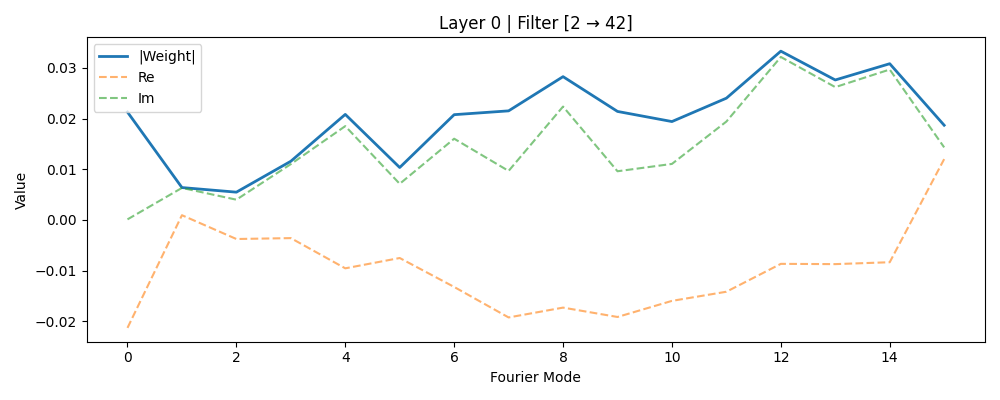 Layer 0 | Filter [2 → 42]
|Weight|
Re
Im
Value
0.03
0.02
0.01
0.00
−0.01
−0.02
0 2 4 6 8 10 12 14
Fourier Mode